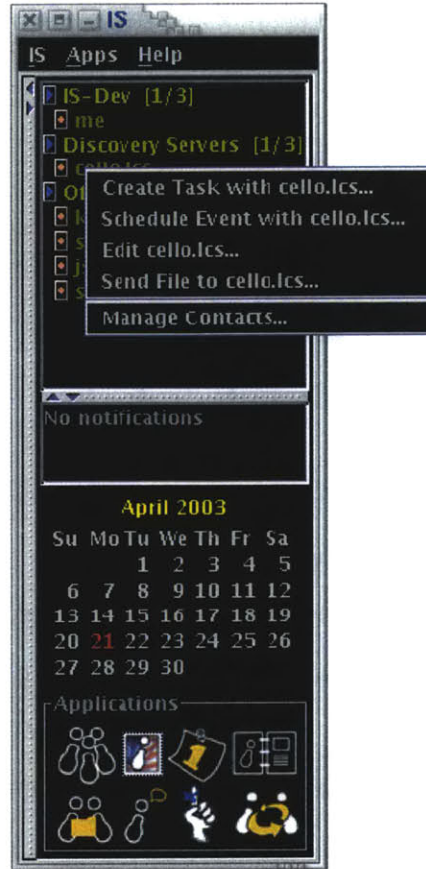 IS
IS Apps Help
IS-Dev (1/3)
me
Discovery Servers (1/3)
cello.lcs
Create Task with cello.lcs...
Schedule Event with cello.lcs...
Edit cello.lcs...
Send File to cello.lcs...
Manage Contacts...
No notifications
April 2003
Su Mo Tu We Th Fr Sa
1 2 3 4 5
6 7 8 9 10 11 12
13 14 15 16 17 18 19
20 21 22 23 24 25 26
27 28 29 30
Applications